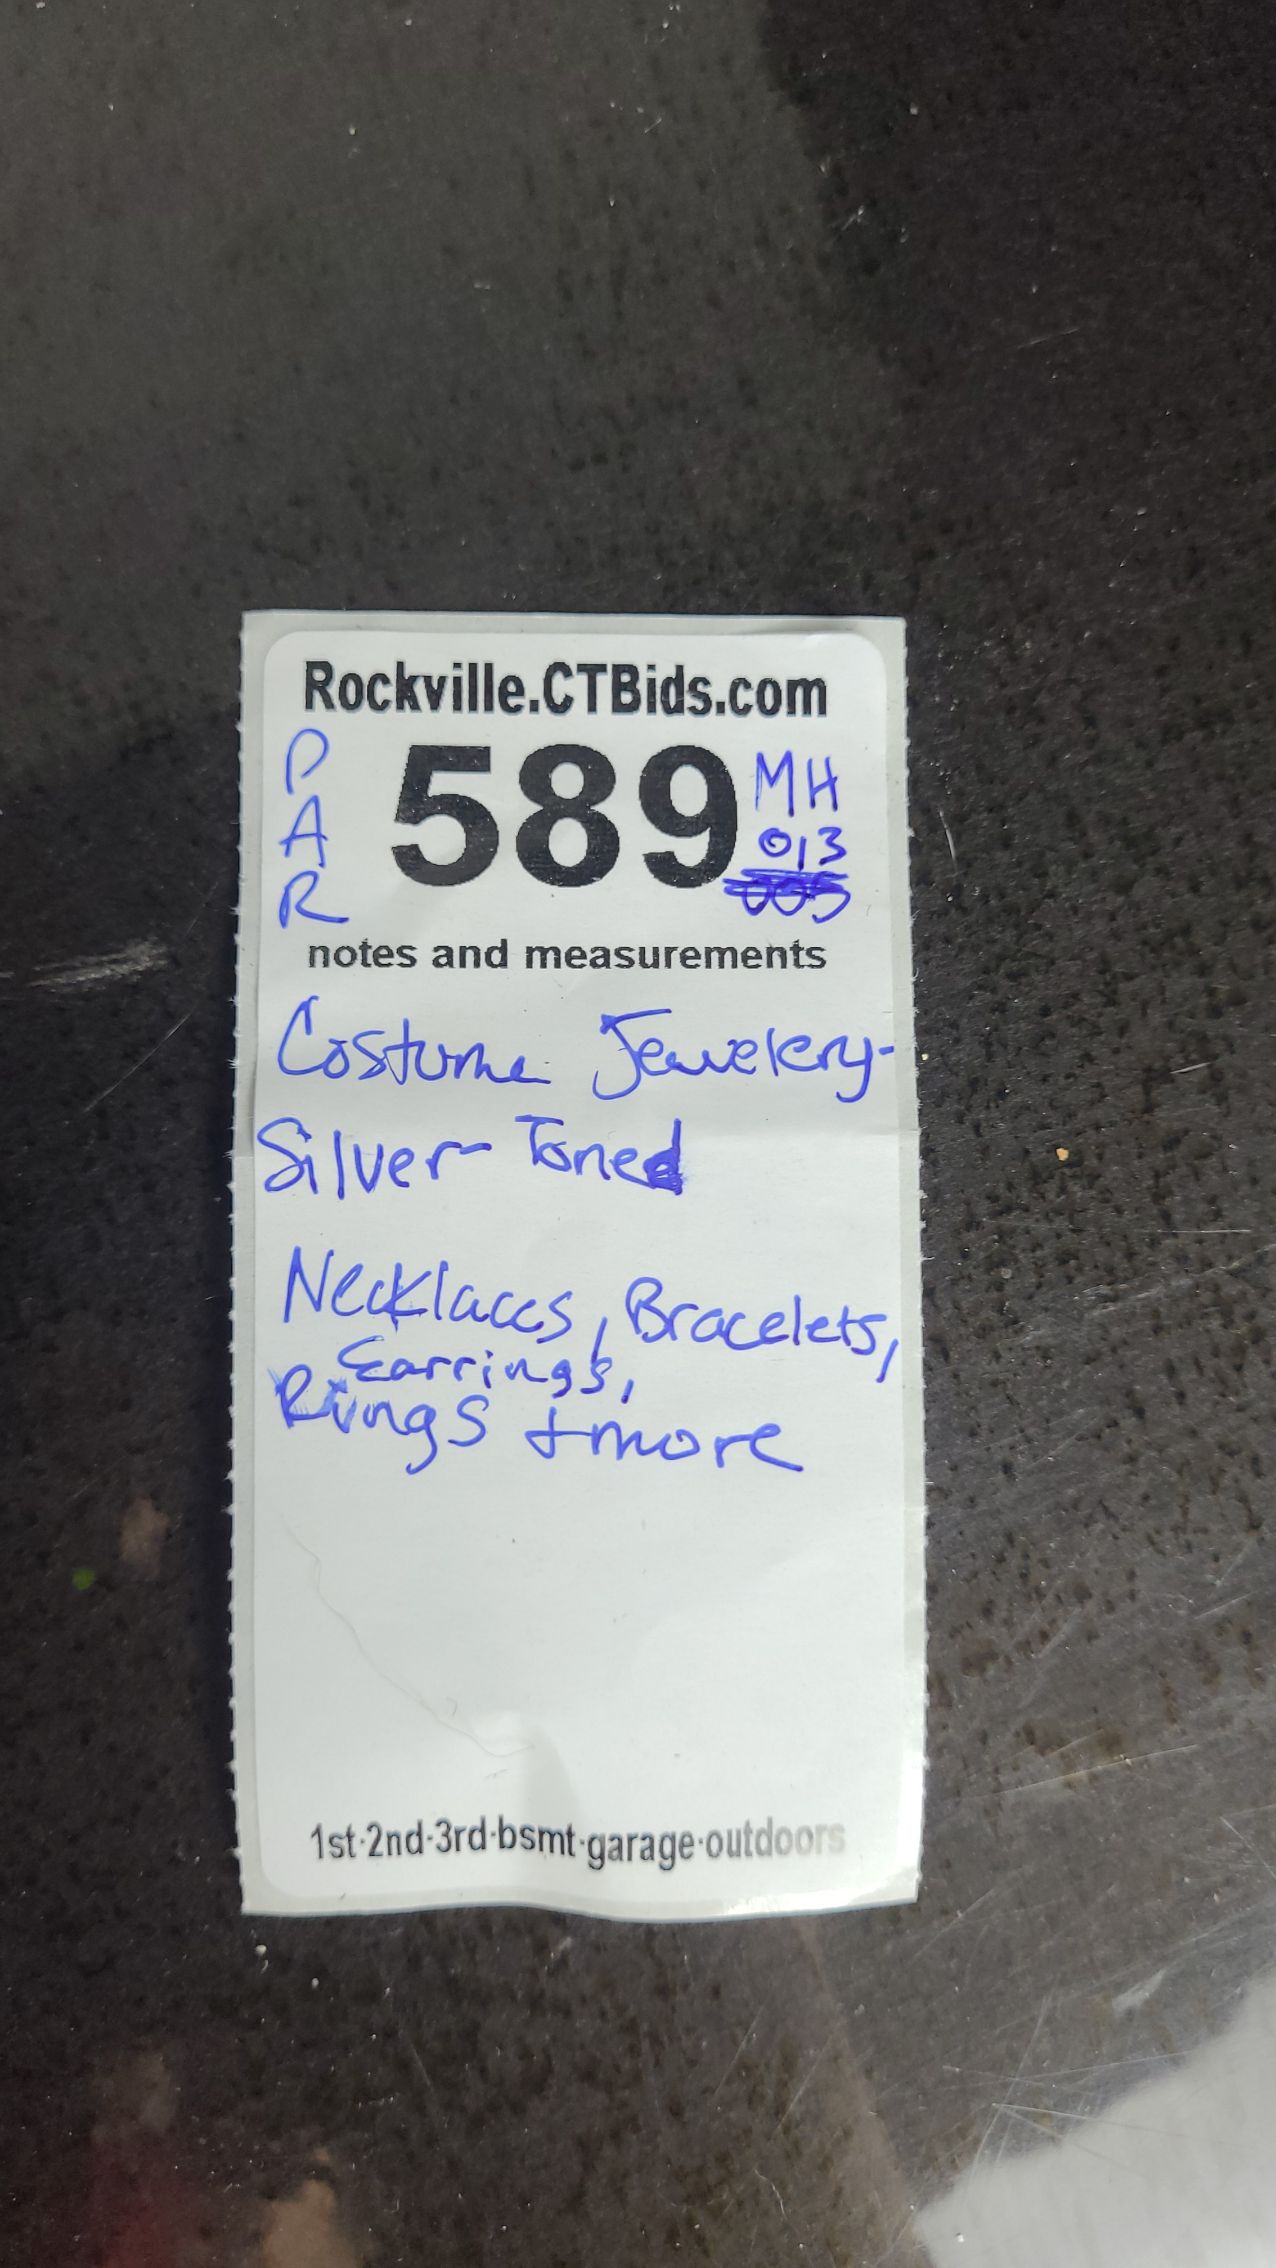 Rockville.CTBids.com
P
A
R
589
MH
013
005
notes and measurements
Costume Jewelery-
Silver-Toned
Necklaces, Bracelets,
Earrings,
Rings + more
1st·2nd·3rd·bsmt·garage·outdoors